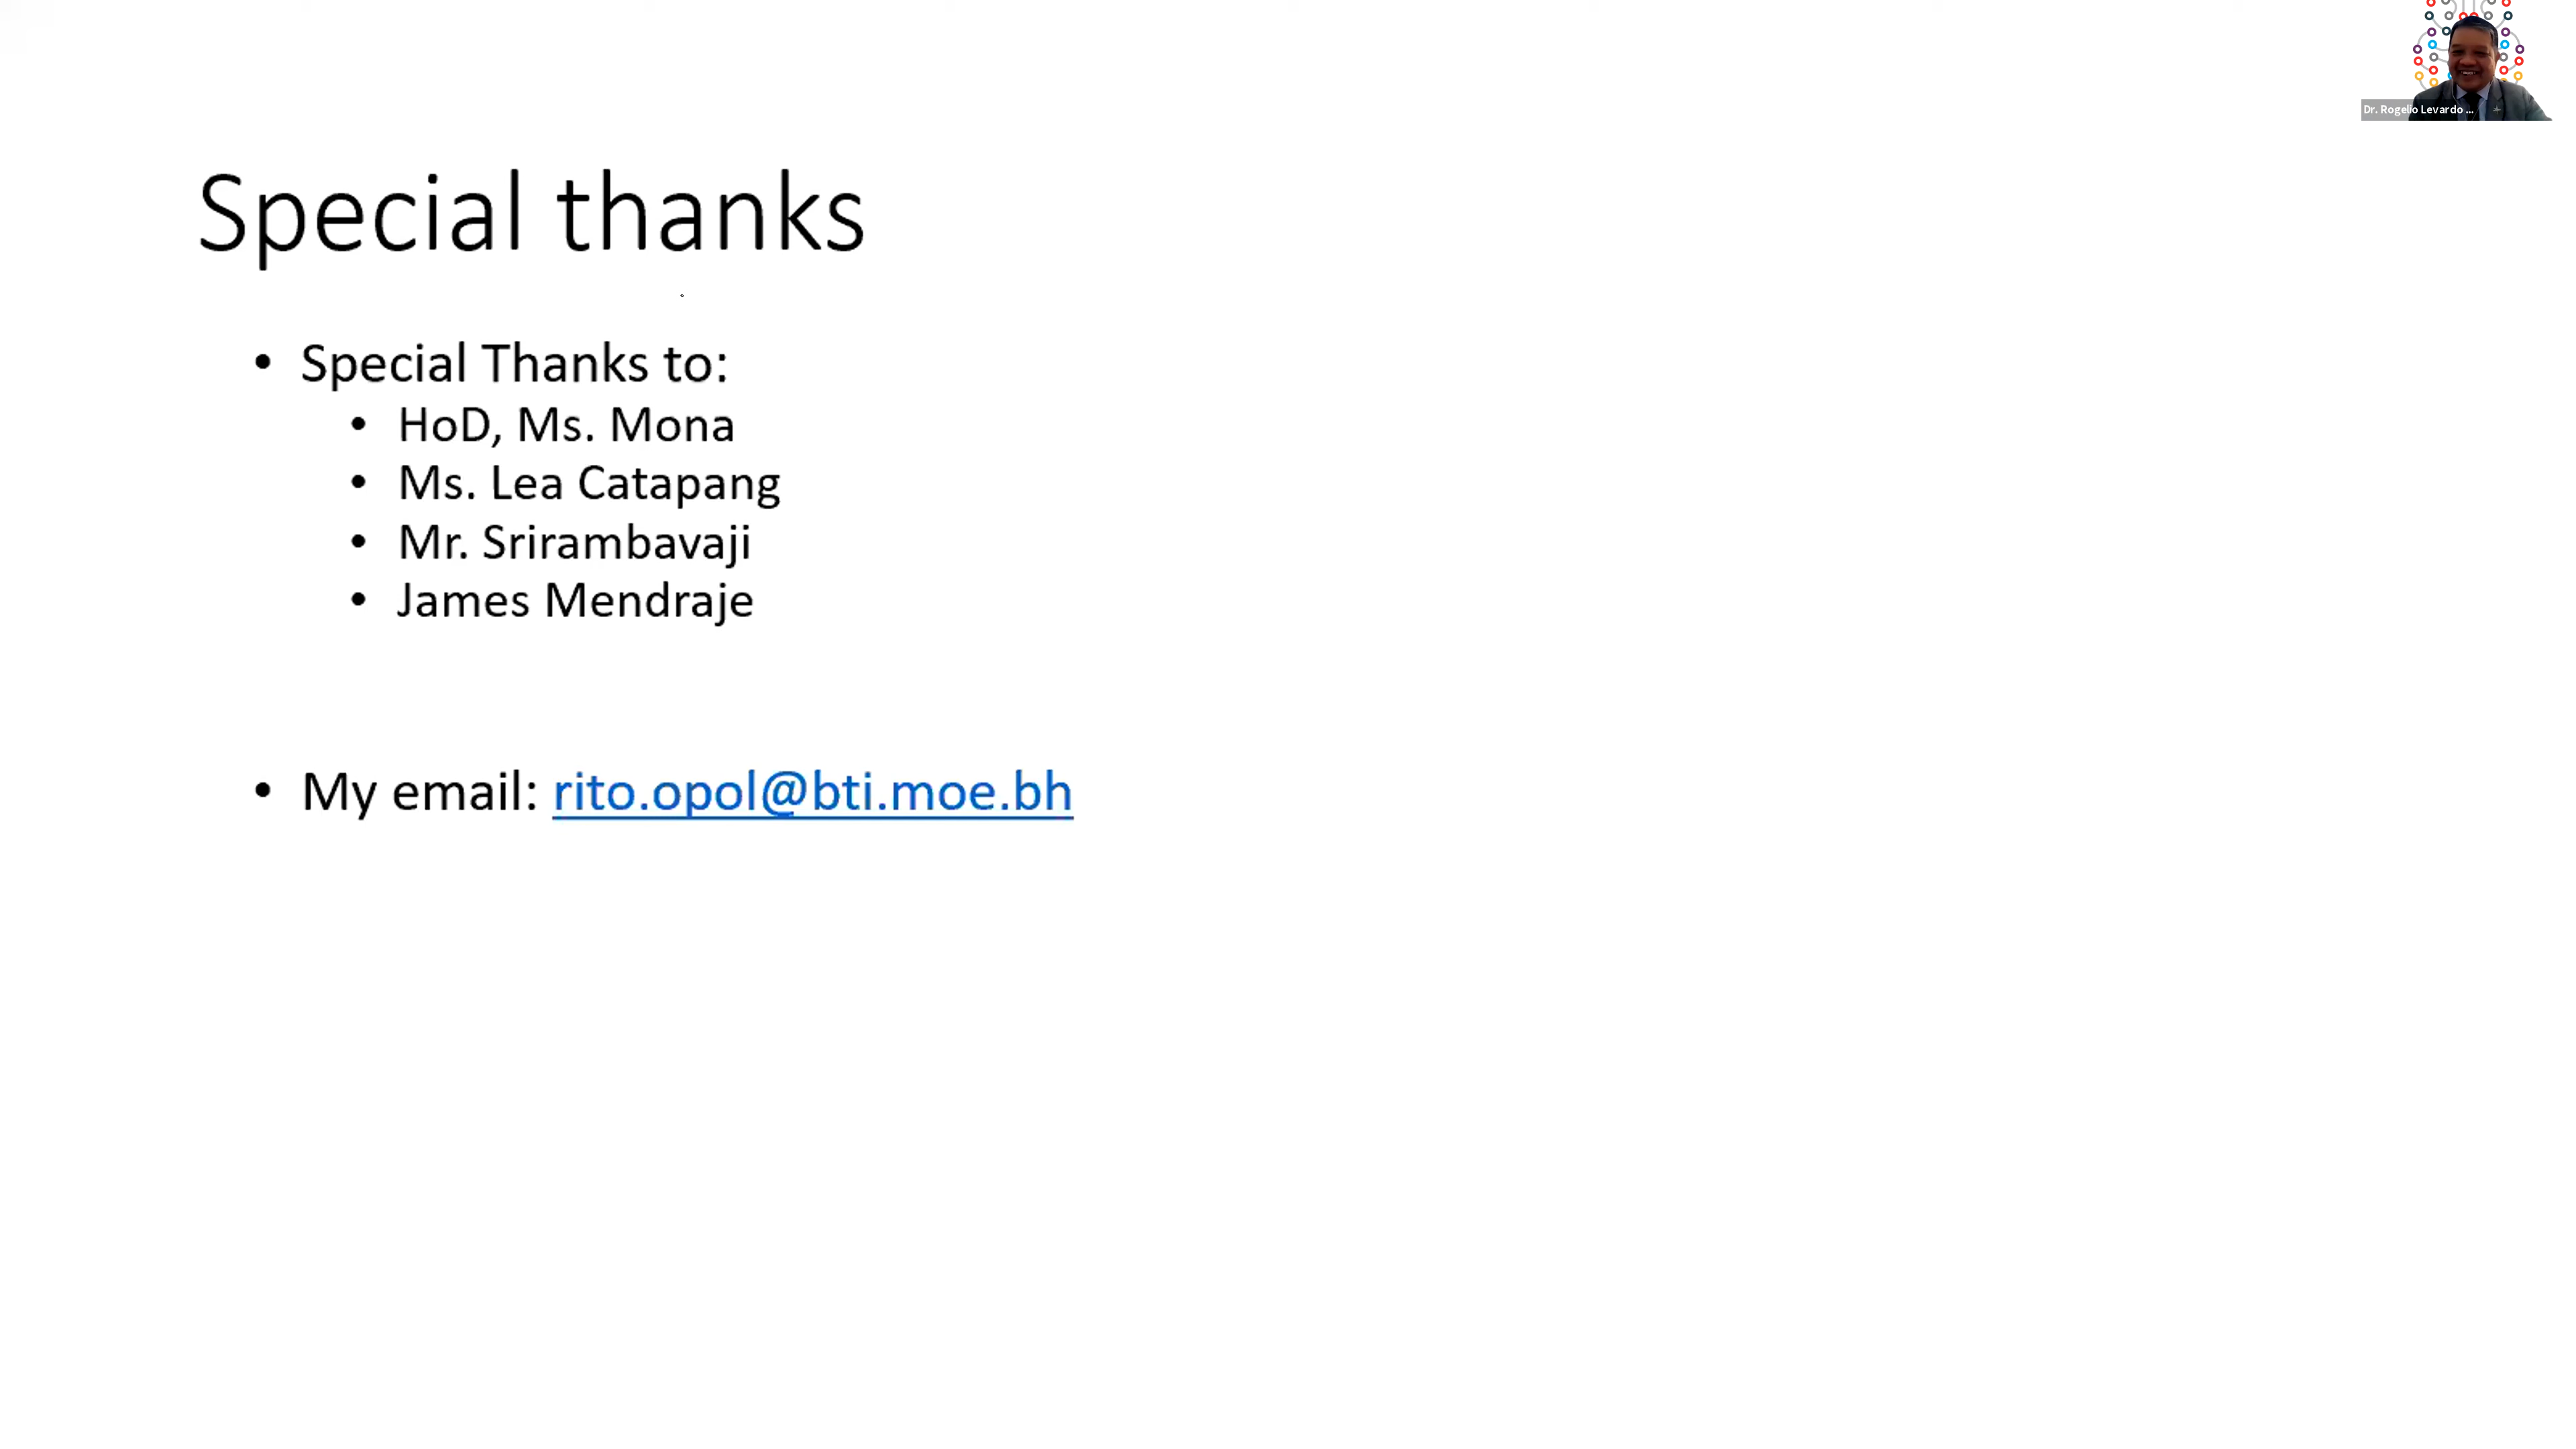 Dr. Rogelio Levardo ...
Special thanks
• Special Thanks to:
• HoD, Ms. Mona
• Ms. Lea Catapang
• Mr. Srirambavaji
• James Mendraje
• My email: rito.opol@bti.moe.bh